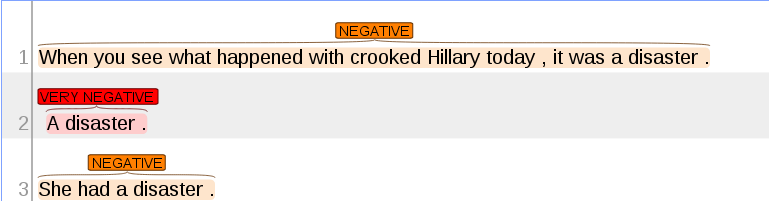 NEGATIVE
1 When you see what happened with crooked Hillary today , it was a disaster .
VERY NEGATIVE
2 A disaster .
NEGATIVE
3 She had a disaster .